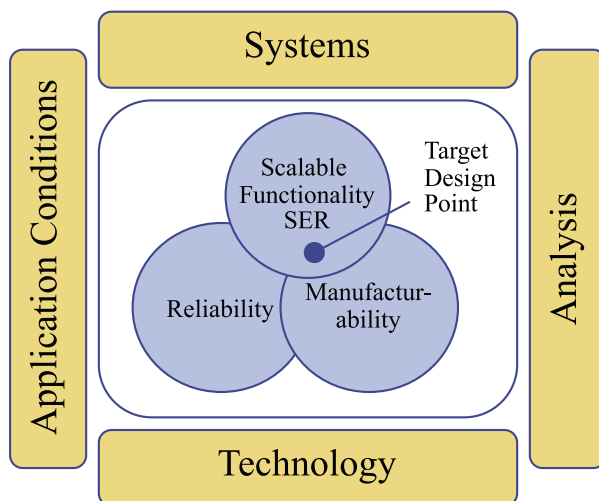 Systems
Application Conditions
Scalable
Functionality
SER
Target
Design
Point
Reliability
Manufactur-
ability
Analysis
Technology